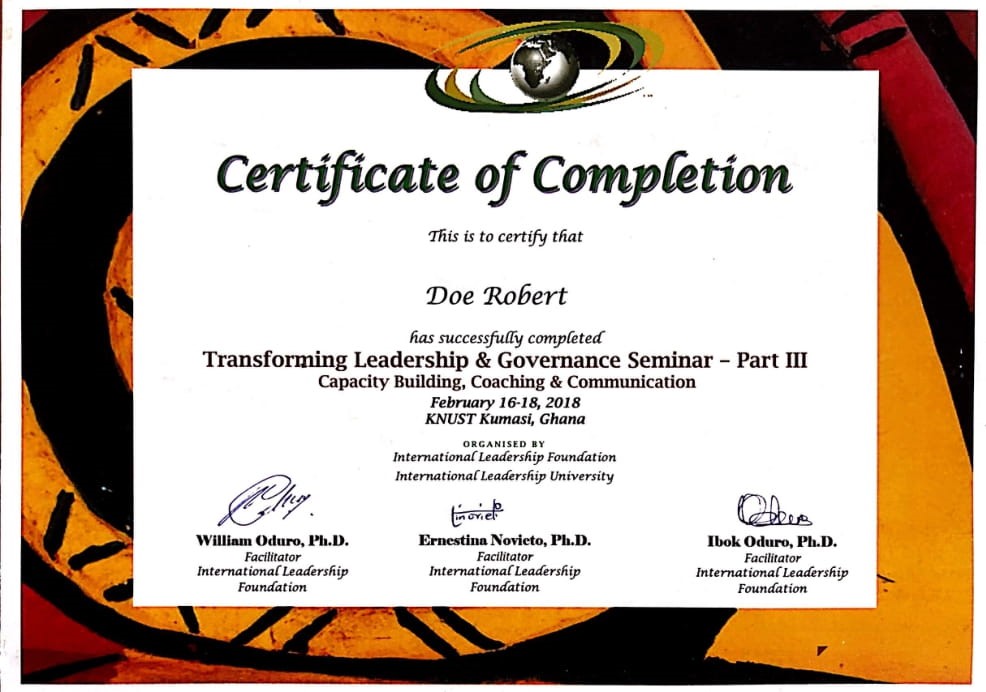 Certificate of Completion
This is to certify that
Doe Robert
has successfully completed
Transforming Leadership & Governance Seminar – Part III
Capacity Building, Coaching & Communication
February 16-18, 2018
KNUST Kumasi, Ghana
ORGANISED BY
International Leadership Foundation
International Leadership University
William Oduro, Ph.D.
Facilitator
International Leadership
Foundation
Ernestina Novieto, Ph.D.
Facilitator
International Leadership
Foundation
Ibok Oduro, Ph.D.
Facilitator
International Leadership
Foundation